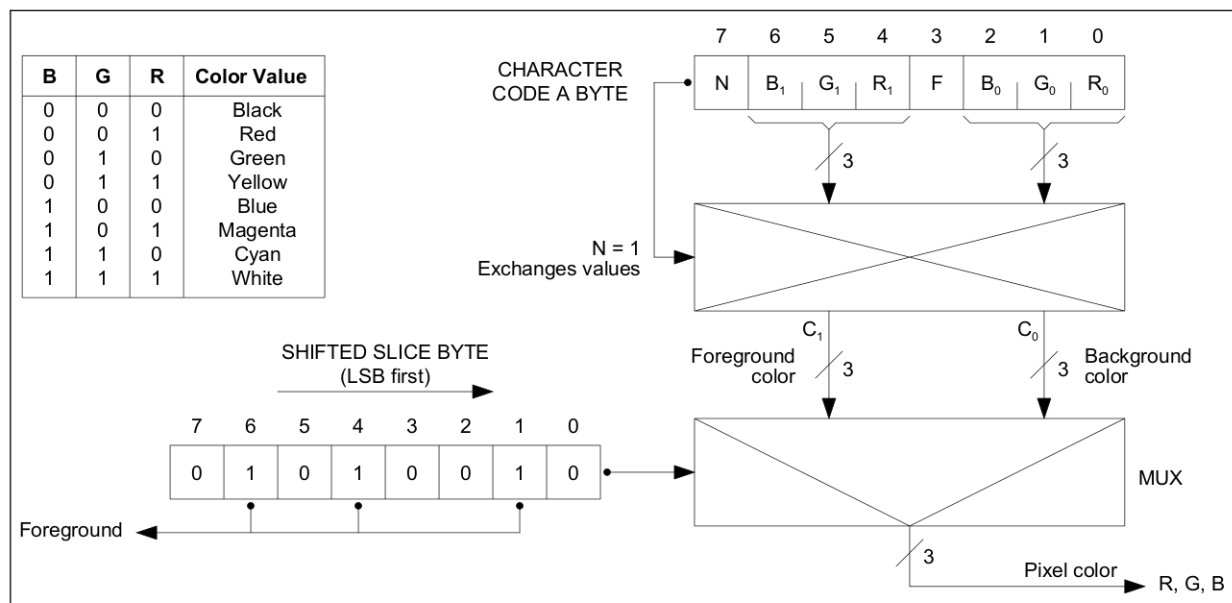 B G R Color Value
0 0 0 Black
0 0 1 Red
0 1 0 Green
0 1 1 Yellow
1 0 0 Blue
1 0 1 Magenta
1 1 0 Cyan
1 1 1 White
7 6 5 4 3 2 1 0
CHARACTER
CODE A BYTE
N B₁ G₁ R₁ F B₀ G₀ R₀
3 3
N = 1
Exchanges values
C₁ C₀
Foreground
color
3 3
Background
color
SHIFTED SLICE BYTE
(LSB first)
7 6 5 4 3 2 1 0
0 1 0 1 0 0 1 0
MUX
Foreground
3
Pixel color
R, G, B